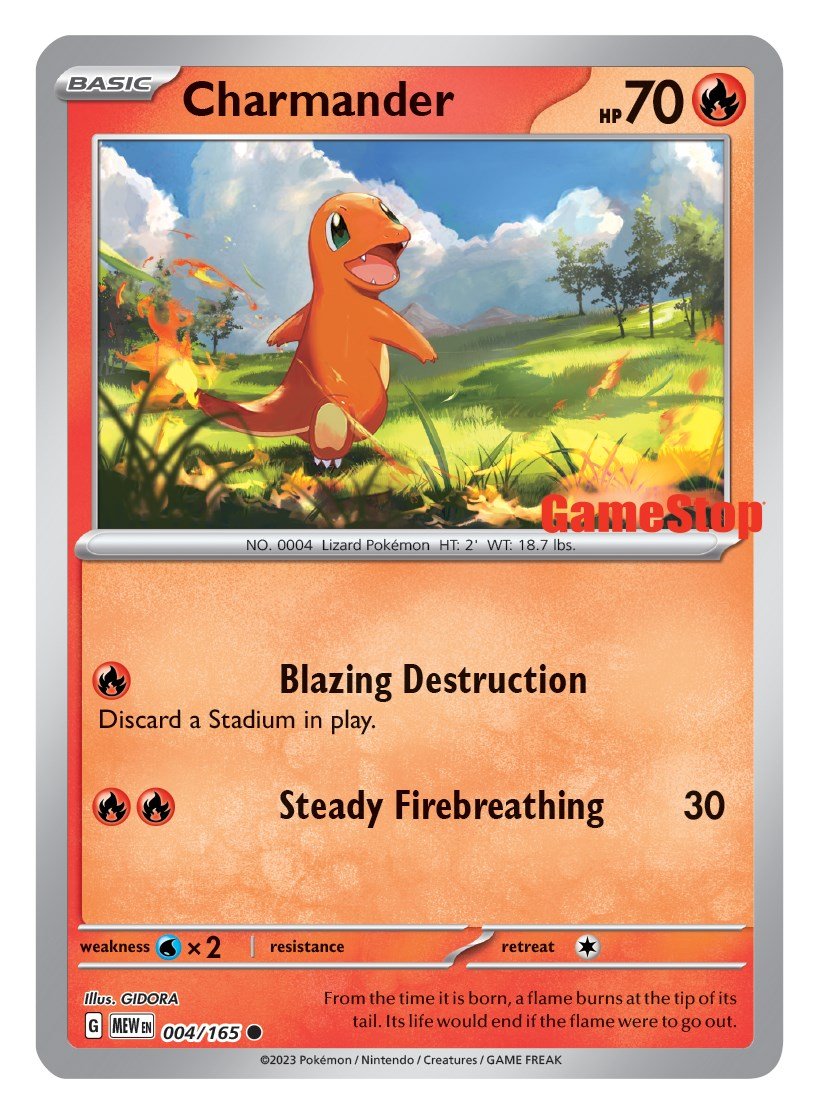 BASIC
Charmander
HP 70
GameStop
NO. 0004 Lizard Pokémon HT: 2' WT: 18.7 lbs.
Blazing Destruction
Discard a Stadium in play.
Steady Firebreathing 30
weakness ×2 resistance retreat
Illus. GIDORA
From the time it is born, a flame burns at the tip of its
tail. Its life would end if the flame were to go out.
G MEW EN 004/165
©2023 Pokémon / Nintendo / Creatures / GAME FREAK